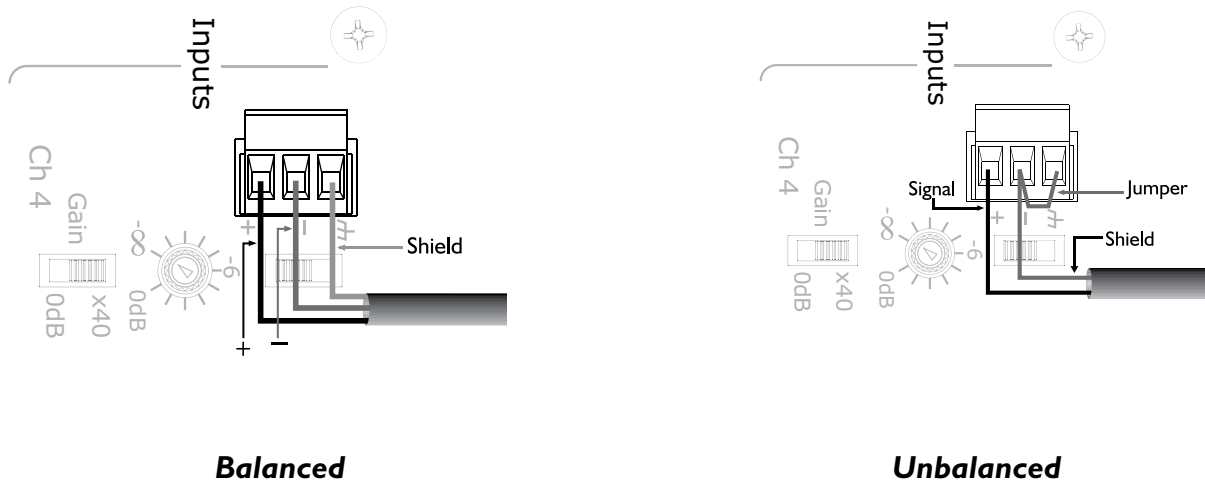 Inputs
Ch 4
Gain
0dB
x40
-∞
-6
0dB
+
–
Shield
+
–
Balanced
Inputs
Ch 4
Gain
0dB
x40
-∞
-6
0dB
Signal
+
–
Jumper
Shield
Unbalanced